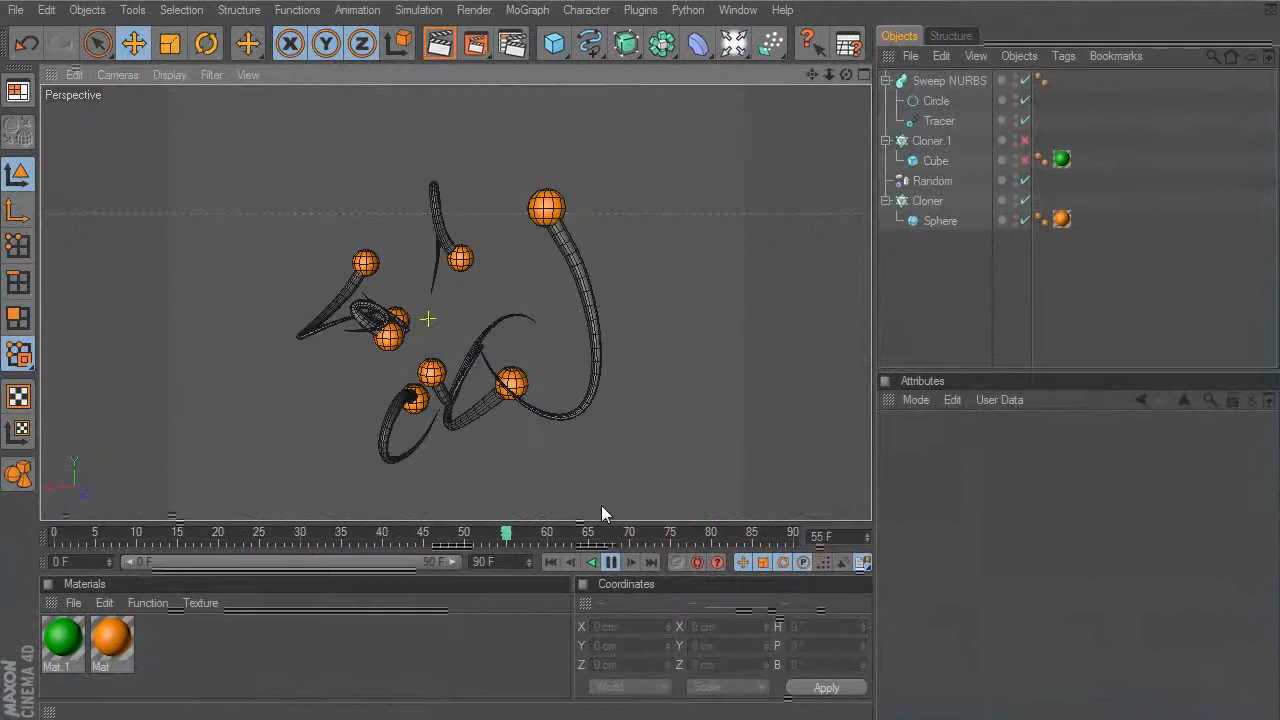 File Edit Objects Tools Selection Structure Functions Animation Simulation Render MoGraph Character Plugins Python Window Help
X Y Z
Objects Structure
File Edit View Objects Tags Bookmarks
Edit Cameras Display Filter View
Perspective
Sweep NURBS
Circle
Tracer
Cloner.1
Cube
Random
Cloner
Sphere
Attributes
Mode Edit User Data
Y
X Z
0 5 10 15 20 25 30 35 40 45 50 55 60 65 70 75 80 85 90 55 F
0 F 0 F 90 F 90 F
P
Materials
File Edit Function Texture
Mat.1 Mat
Coordinates
-- -- --
X 0 cm X 0 cm H 0 °
Y 0 cm Y 0 cm P 0 °
Z 0 cm Z 0 cm B 0 °
World Scale Apply
MAXON
CINEMA 4D